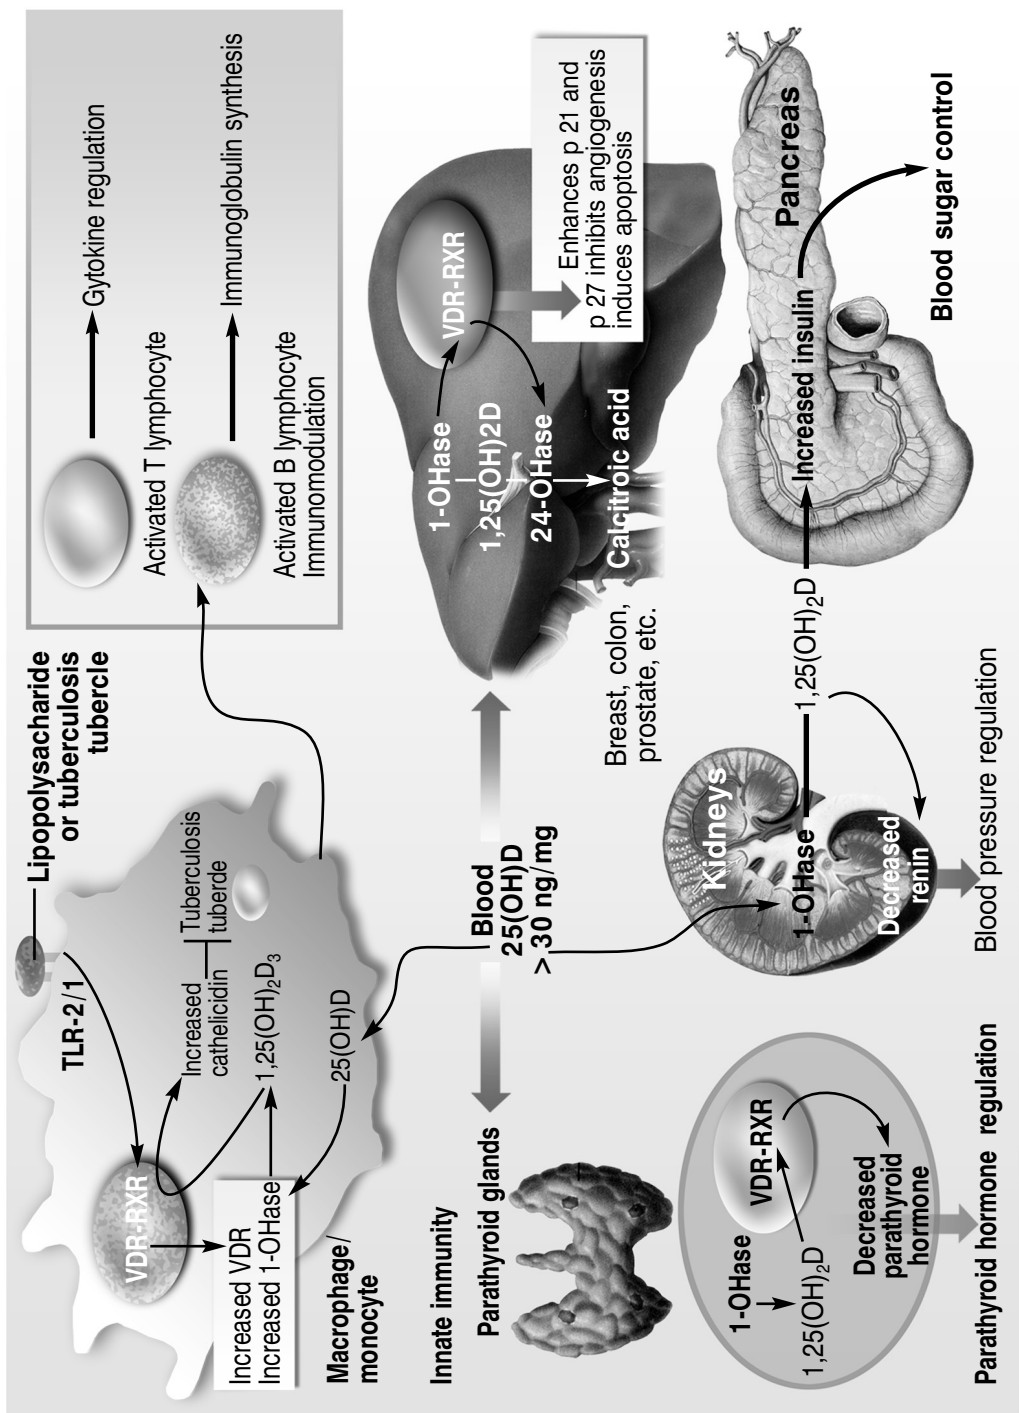 Lipopolysacharide
or tuberculosis
tubercle
TLR-2/1
VDR-RXR
Increased
cathelicidin
Tuberculosis
tuberde
1,25(OH)₂D₃
25(OH)D
Increased VDR
Increased 1-OHase
Macrophage/
monocyte
Innate immunity
Gytokine regulation
Activated T lymphocyte
Immunoglobulin synthesis
Activated B lymphocyte
Immunomodulation
Blood
25(OH)D
> 30 ng/mg
Parathyroid glands
1-OHase
1,25(OH)₂D
VDR-RXR
Decreased
parathyroid
hormone
Parathyroid hormone regulation
1-OHase
1,25(OH)2D
24-OHase
Calcitroic acid
VDR-RXR
Enhances p 21 and
p 27 inhibits angiogenesis
induces apoptosis
Breast, colon,
prostate, etc.
Kidneys
1-OHase
1,25(OH)₂D
Decreased
renin
Blood pressure regulation
Pancreas
Increased insulin
Blood sugar control